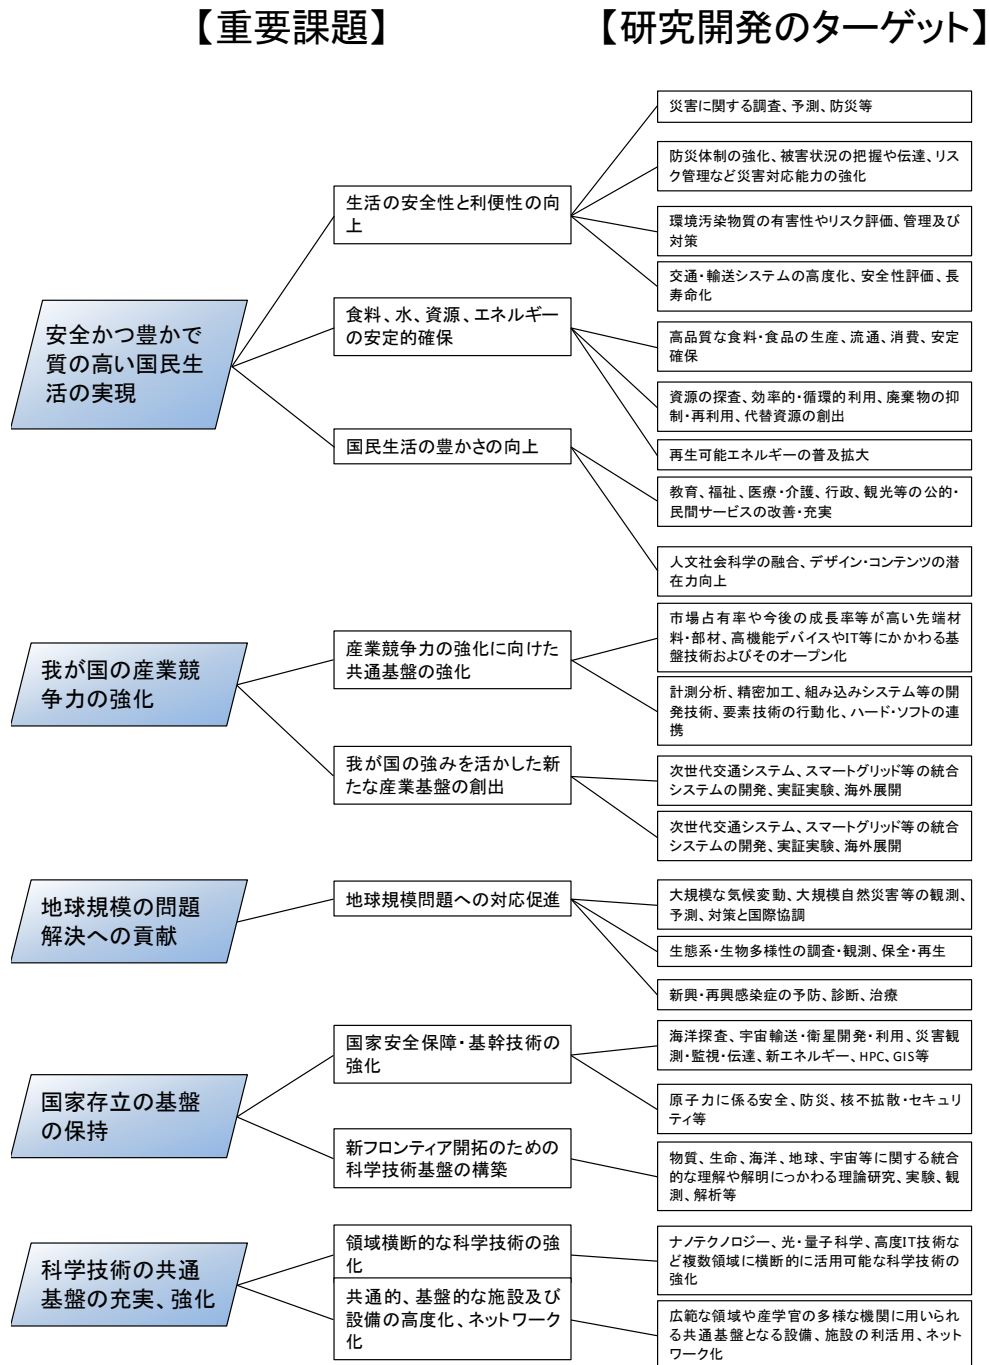 【重要課題】
【研究開発のターゲット】
安全かつ豊かで
質の高い国民生
活の実現
生活の安全性と利便性の向
上
災害に関する調査、予測、防災等
防災体制の強化、被害状況の把握や伝達、リス
ク管理など災害対応能力の強化
環境汚染物質の有害性やリスク評価、管理及び
対策
交通・輸送システムの高度化、安全性評価、長
寿命化
食料、水、資源、エネルギー
の安定的確保
高品質な食料・食品の生産、流通、消費、安定
確保
資源の探査、効率的・循環的利用、廃棄物の抑
制・再利用、代替資源の創出
再生可能エネルギーの普及拡大
国民生活の豊かさの向上
教育、福祉、医療・介護、行政、観光等の公的・
民間サービスの改善・充実
人文社会科学の融合、デザイン・コンテンツの潜
在力向上
我が国の産業競
争力の強化
産業競争力の強化に向けた
共通基盤の強化
市場占有率や今後の成長率等が高い先端材
料・部材、高機能デバイスやIT等にかかわる基
盤技術およびそのオープン化
計測分析、精密加工、組み込みシステム等の開
発技術、要素技術の行動化、ハード・ソフトの連
携
我が国の強みを活かした新
たな産業基盤の創出
次世代交通システム、スマートグリッド等の統合
システムの開発、実証実験、海外展開
次世代交通システム、スマートグリッド等の統合
システムの開発、実証実験、海外展開
地球規模の問題
解決への貢献
地球規模問題への対応促進
大規模な気候変動、大規模自然災害等の観測、
予測、対策と国際協調
生態系・生物多様性の調査・観測、保全・再生
新興・再興感染症の予防、診断、治療
国家存立の基盤
の保持
国家安全保障・基幹技術の
強化
海洋探査、宇宙輸送・衛星開発・利用、災害観
測・監視・伝達、新エネルギー、HPC、GIS等
原子力に係る安全、防災、核不拡散・セキュリ
ティ等
新フロンティア開拓のための
科学技術基盤の構築
物質、生命、海洋、地球、宇宙等に関する統合
的な理解や解明にっかわる理論研究、実験、観
測、解析等
科学技術の共通
基盤の充実、強化
領域横断的な科学技術の強
化
ナノテクノロジー、光・量子科学、高度IT技術な
ど複数領域に横断的に活用可能な科学技術の
強化
共通的、基盤的な施設及び
設備の高度化、ネットワーク
化
広範な領域や産学官の多様な機関に用いられ
る共通基盤となる設備、施設の利活用、ネット
ワーク化